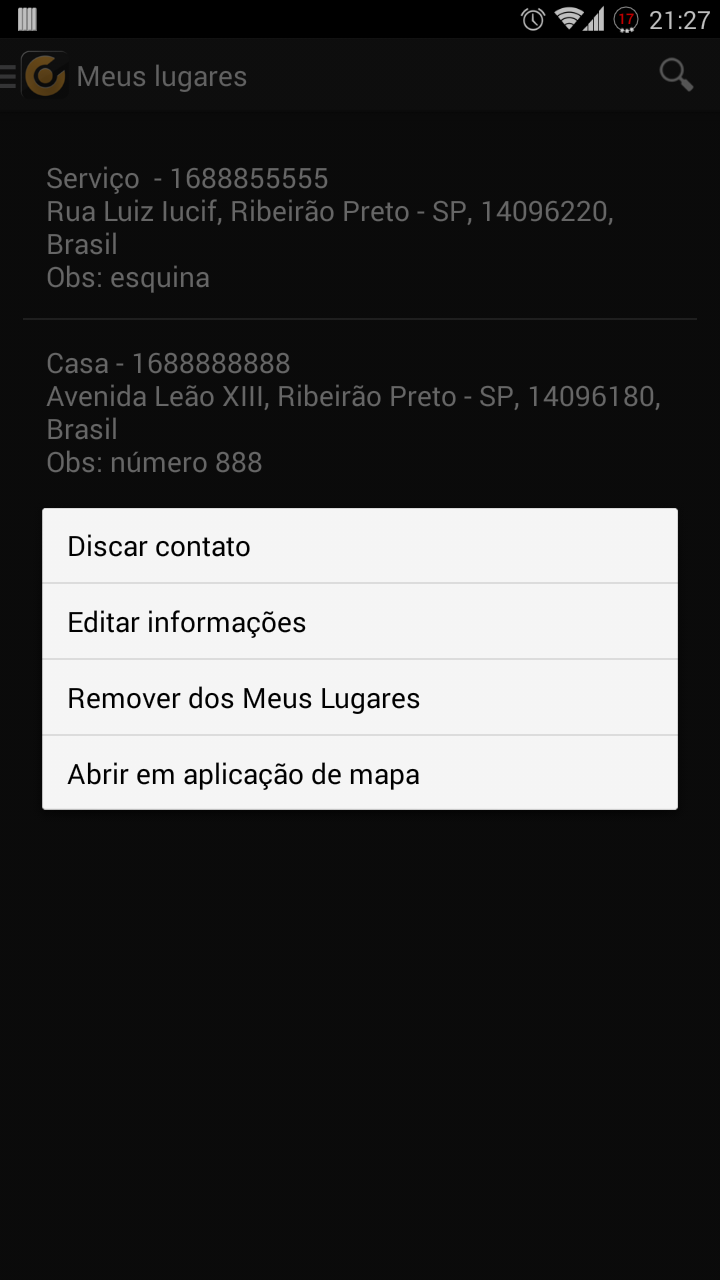 17 21:27
Meus lugares
Serviço - 1688855555
Rua Luiz Iucif, Ribeirão Preto - SP, 14096220,
Brasil
Obs: esquina
Casa - 1688888888
Avenida Leão XIII, Ribeirão Preto - SP, 14096180,
Brasil
Obs: número 888
Discar contato
Editar informações
Remover dos Meus Lugares
Abrir em aplicação de mapa